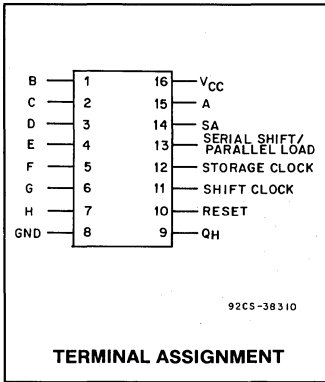 B 1 16 VCC
C 2 15 A
D 3 14 SA
E 4 13 SERIAL SHIFT/
PARALLEL LOAD
F 5 12 STORAGE CLOCK
G 6 11 SHIFT CLOCK
H 7 10 RESET
GND 8 9 QH
92CS-38310
TERMINAL ASSIGNMENT